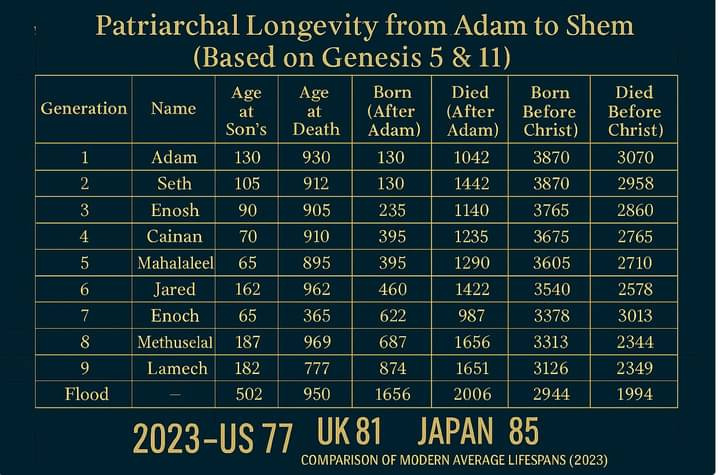 Patriarchal Longevity from Adam to Shem
(Based on Genesis 5 & 11)
Generation Name Age at Son's Age at Death Born (After Adam) Died (After Adam) Born Before Christ) Died Before Christ)
1 Adam 130 930 130 1042 3870 3070
2 Seth 105 912 130 1442 3870 2958
3 Enosh 90 905 235 1140 3765 2860
4 Cainan 70 910 395 1235 3675 2765
5 Mahalaleel 65 895 395 1290 3605 2710
6 Jared 162 962 460 1422 3540 2578
7 Enoch 65 365 622 987 3378 3013
8 Methuselal 187 969 687 1656 3313 2344
9 Lamech 182 777 874 1651 3126 2349
Flood – 502 950 1656 2006 2944 1994
2023–US 77 UK 81 JAPAN 85
COMPARISON OF MODERN AVERAGE LIFESPANS (2023)